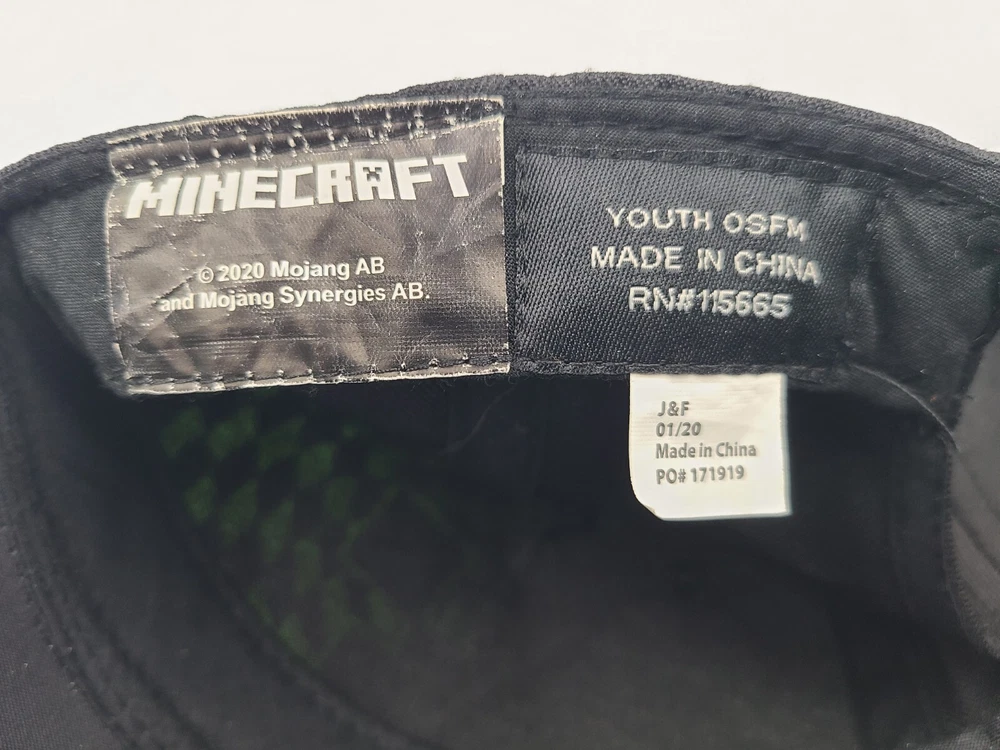 MINECRAFT
© 2020 Mojang AB
and Mojang Synergies AB.
YOUTH OSFM
MADE IN CHINA
RN#115665
J&F
01/20
Made in China
PO# 171919